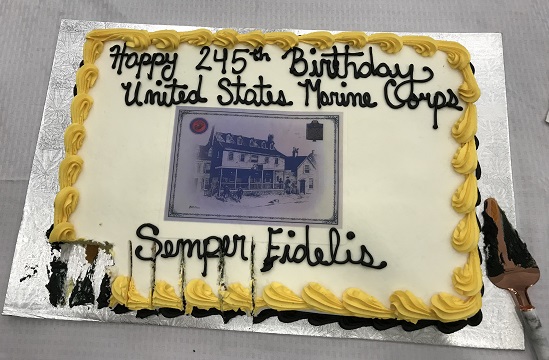 Happy 245th Birthday
United States Marine Corps
Semper Fidelis